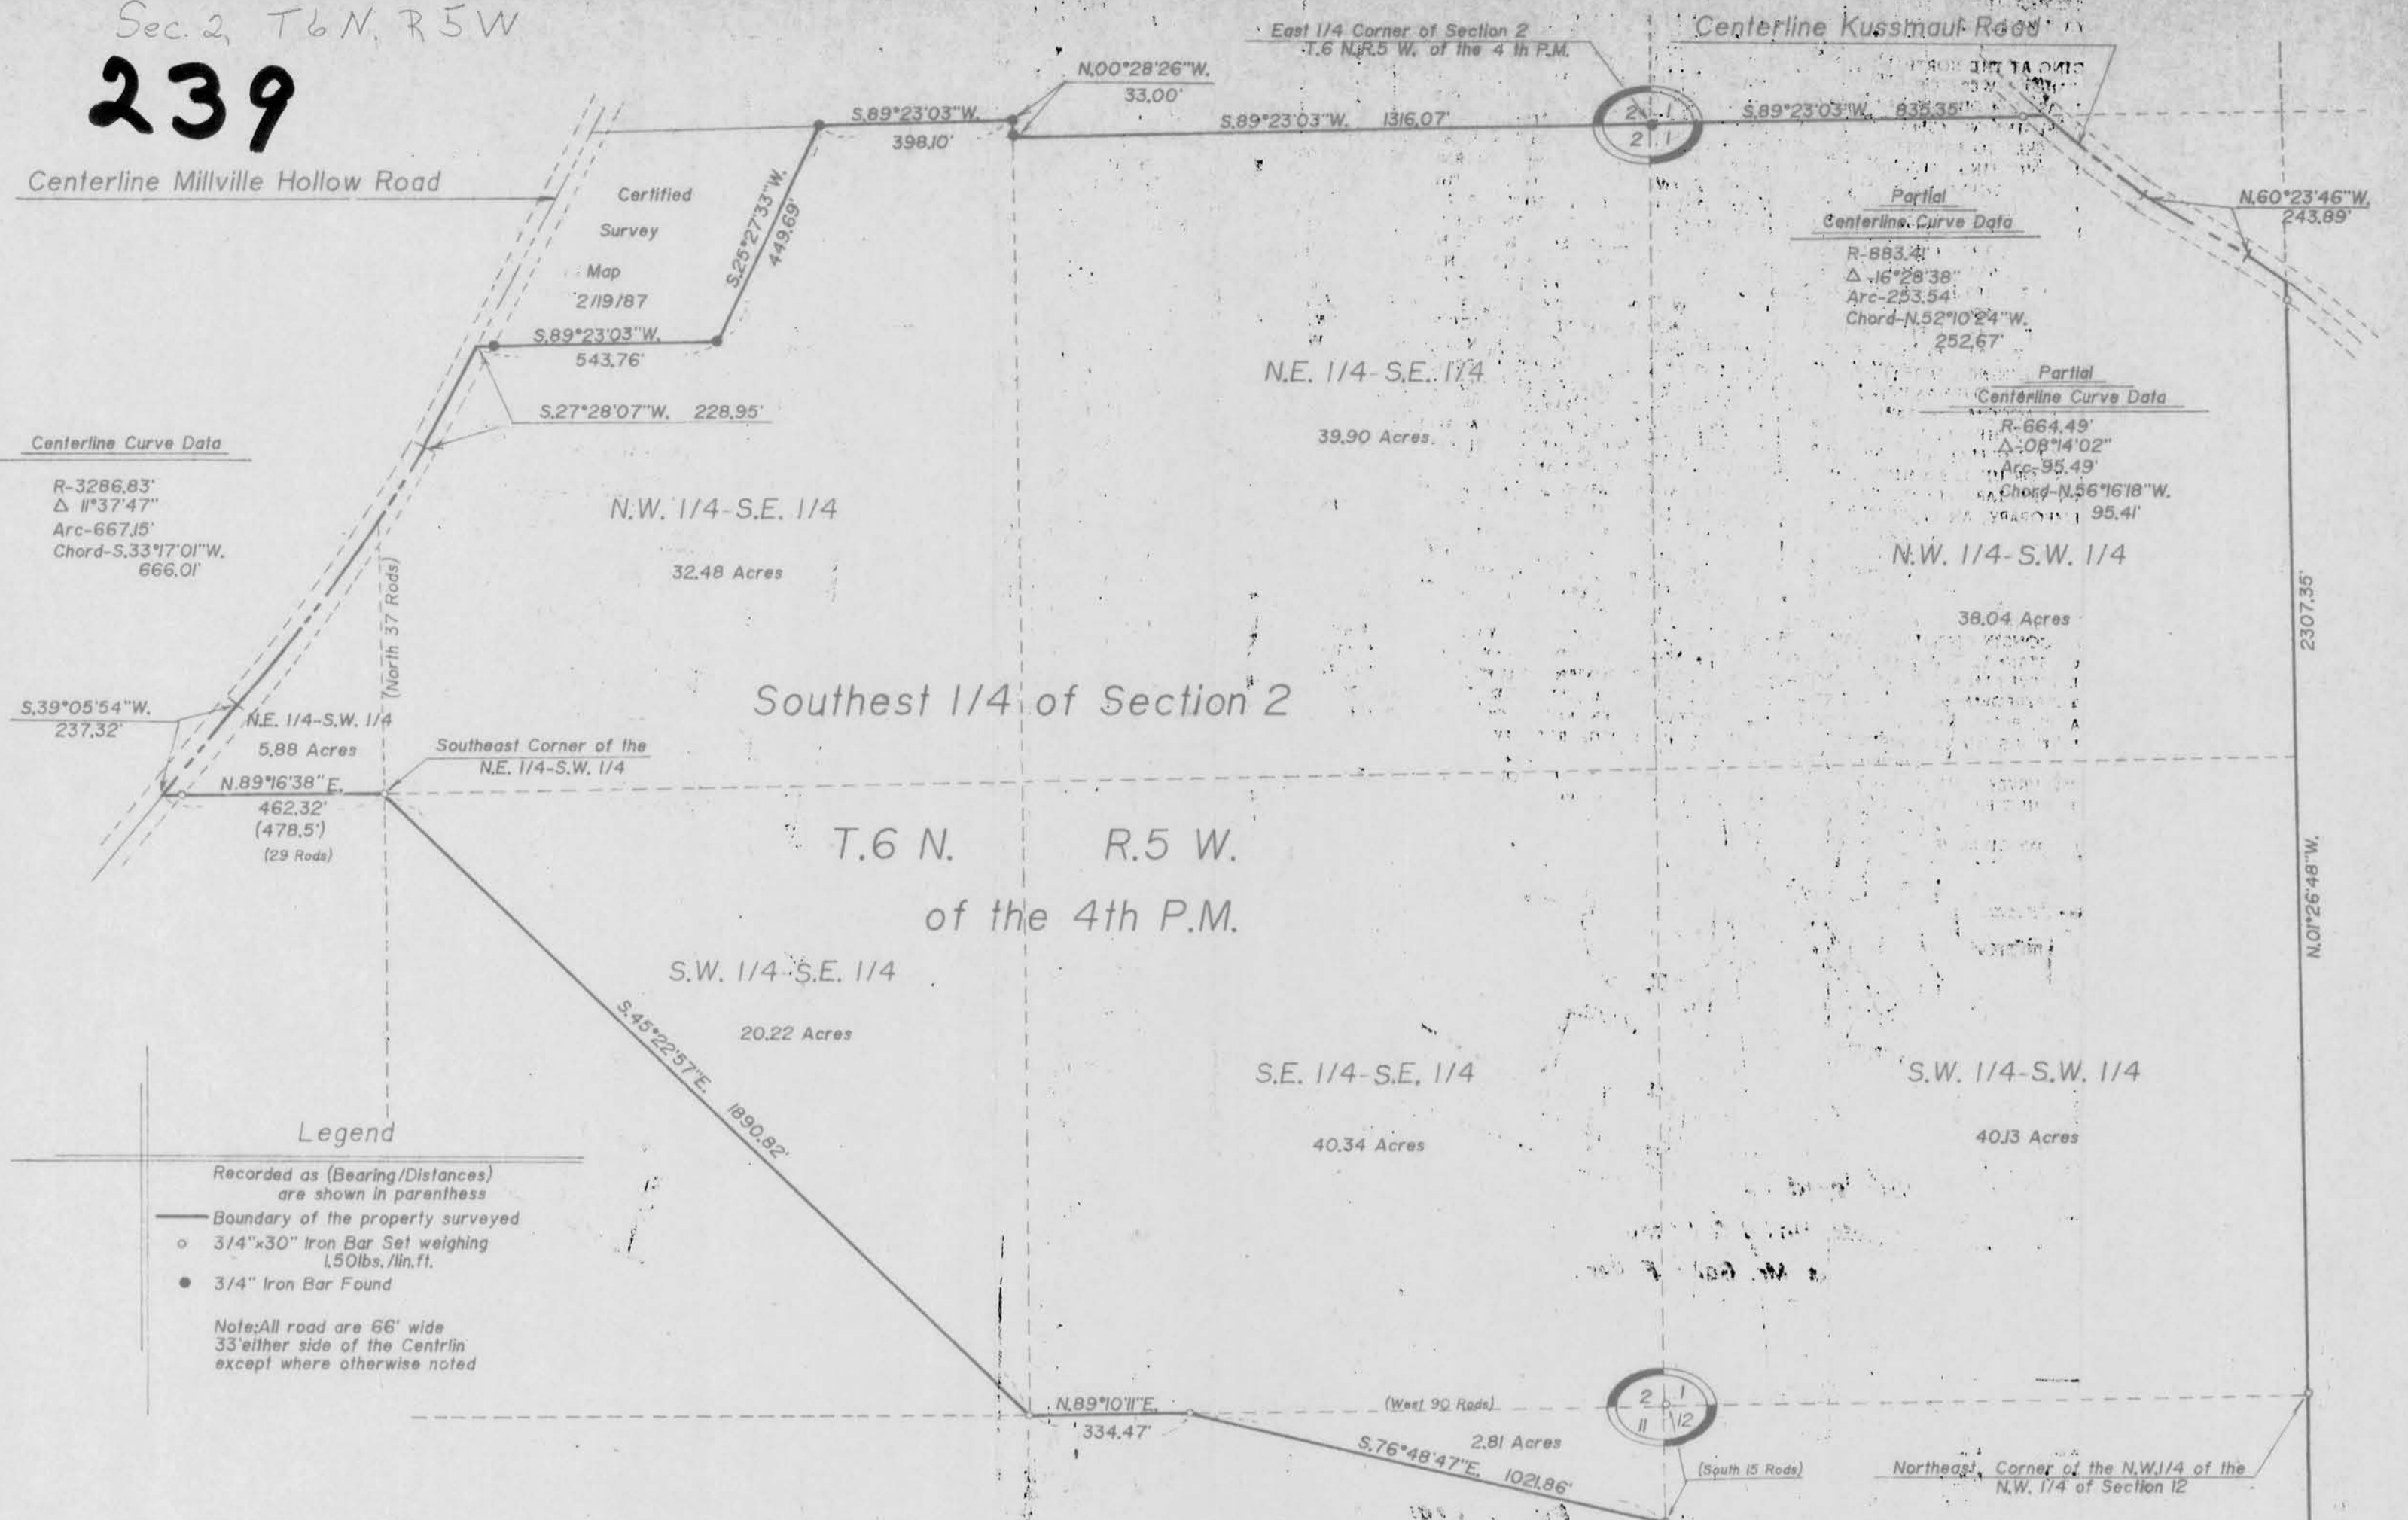 Sec. 2, T6N, R5W
239
East 1/4 Corner of Section 2
T.6 N.R.5 W. of the 4 th P.M.
Centerline Kussmaul Road
N.00°28'26"W.
33.00'
S.89°23'03"W.
398.10'
S.89°23'03"W. 1316.07'
2 1
2 1
S.89°23'03"W. 835.35'
Centerline Millville Hollow Road
Certified
Survey
Map
2/19/87
S.25°27'33"W.
449.69'
N.60°23'46"W.
243.89'
Partial
Centerline Curve Data
R-883.41'
Δ-16°28'38"
Arc-253.54'
Chord-N.52°10'24"W.
252.67'
S.89°23'03"W.
543.76'
S.27°28'07"W. 228.95'
N.E. 1/4-S.E. 1/4
39.90 Acres
Partial
Centerline Curve Data
R-664.49'
Δ-08°14'02"
Arc-95.49'
Chord-N.56°16'18"W.
95.41'
Centerline Curve Data
R-3286.83'
Δ 11°37'47"
Arc-667.15'
Chord-S.33°17'01"W.
666.01'
N.W. 1/4-S.E. 1/4
32.48 Acres
(North 37 Rods)
N.W. 1/4-S.W. 1/4
38.04 Acres
2307.35'
N.01°26'48"W.
Southest 1/4 of Section 2
S.39°05'54"W.
237.32'
N.E. 1/4-S.W. 1/4
5.88 Acres
Southeast Corner of the
N.E. 1/4-S.W. 1/4
N.89°16'38"E.
462.32'
(478.5')
(29 Rods)
T.6 N. R.5 W.
of the 4th P.M.
S.W. 1/4-S.E. 1/4
20.22 Acres
S.45°22'57"E. 1890.82'
S.E. 1/4-S.E. 1/4
40.34 Acres
S.W. 1/4-S.W. 1/4
40.13 Acres
Legend
Recorded as (Bearing/Distances)
are shown in parenthess
Boundary of the property surveyed
3/4"x30" Iron Bar Set weighing
1.50lbs./lin.ft.
3/4" Iron Bar Found
Note:All road are 66' wide
33'either side of the Centrlin
except where otherwise noted
N.89°10'11"E.
334.47'
(West 90 Rods)
2 1
11 12
2.81 Acres
S.76°48'47"E. 1021.86'
(South 15 Rods)
Northeast Corner of the N.W.1/4 of the
N.W. 1/4 of Section 12